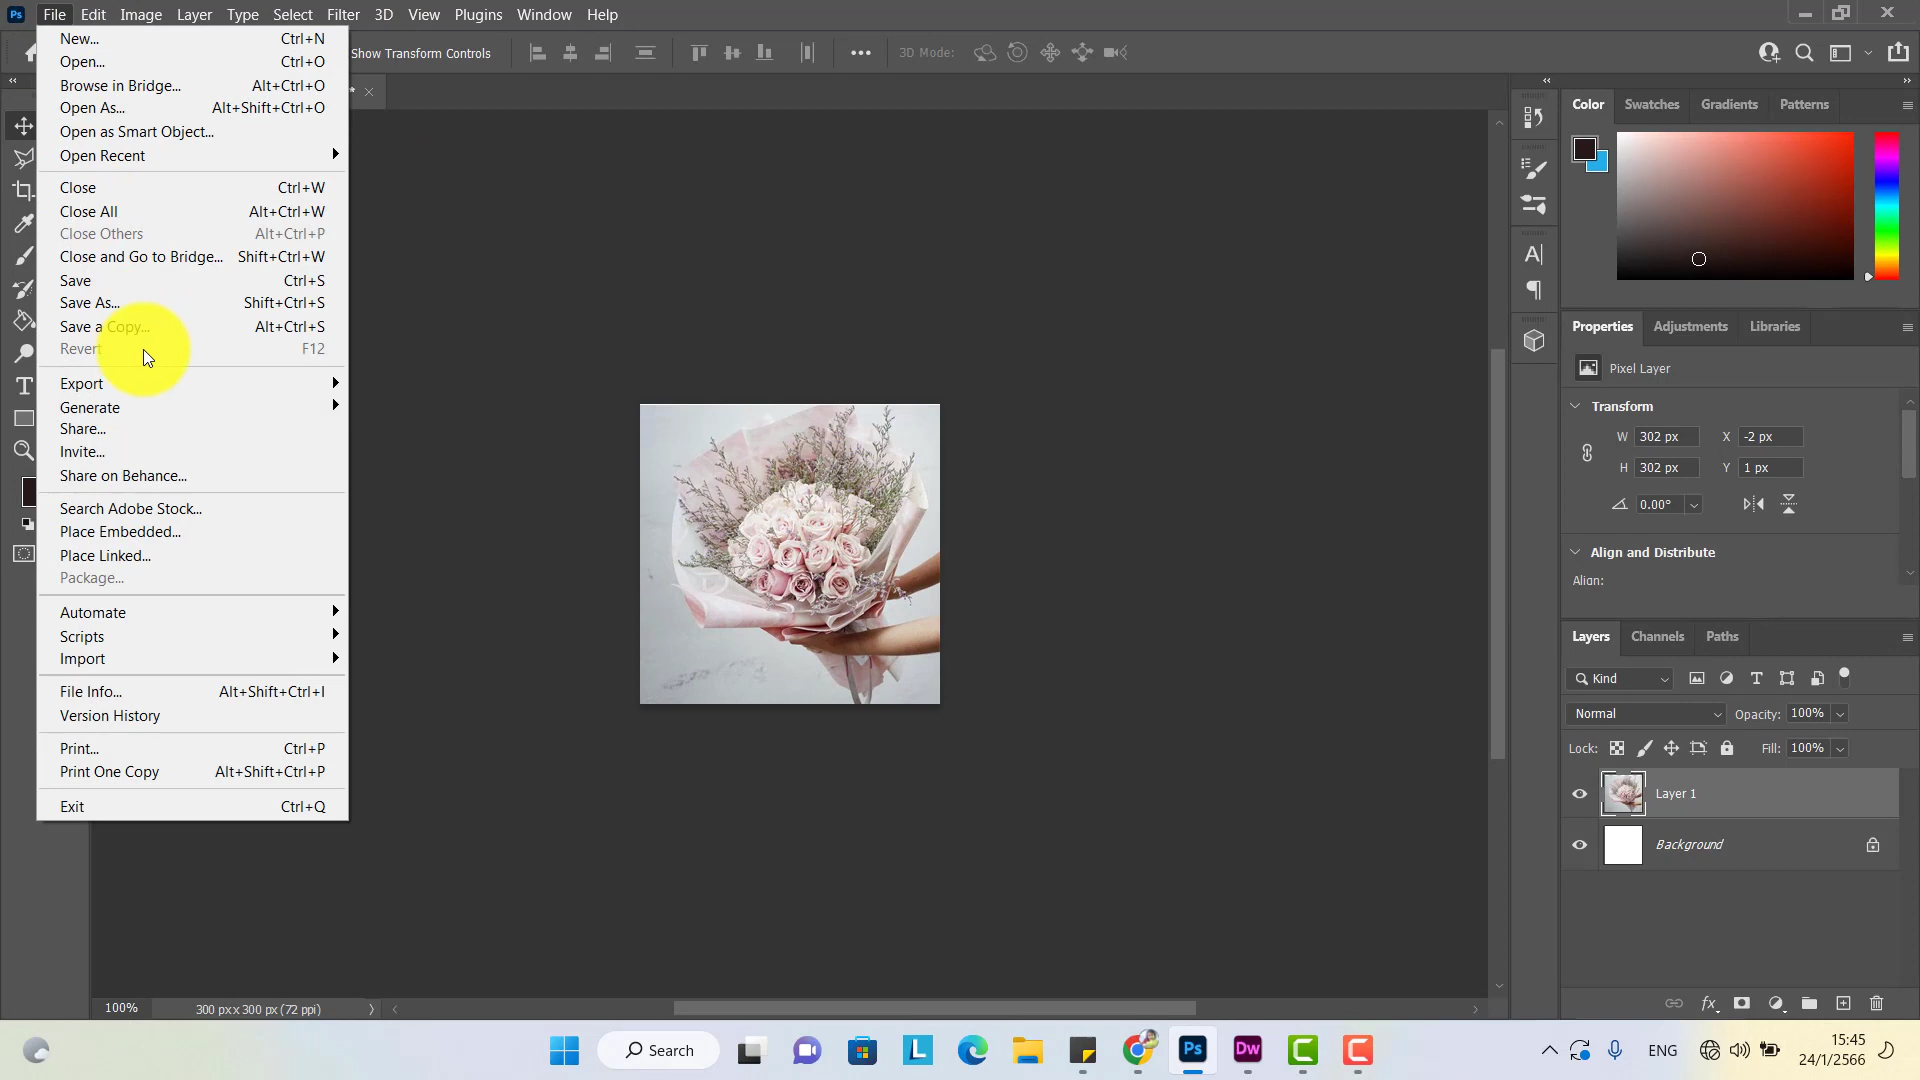 Ps File Edit Image Layer Type Select Filter 3D View Plugins Window Help
Show Transform Controls
3D Mode:
*
New... Ctrl+N
Open... Ctrl+O
Browse in Bridge... Alt+Ctrl+O
Open As... Alt+Shift+Ctrl+O
Open as Smart Object...
Open Recent
Close Ctrl+W
Close All Alt+Ctrl+W
Close Others Alt+Ctrl+P
Close and Go to Bridge... Shift+Ctrl+W
Save Ctrl+S
Save As... Shift+Ctrl+S
Save a Copy... Alt+Ctrl+S
Revert F12
Export
Generate
Share...
Invite...
Share on Behance...
Search Adobe Stock...
Place Embedded...
Place Linked...
Package...
Automate
Scripts
Import
File Info... Alt+Shift+Ctrl+I
Version History
Print... Ctrl+P
Print One Copy Alt+Shift+Ctrl+P
Exit Ctrl+Q
Color Swatches Gradients Patterns
Properties Adjustments Libraries
Pixel Layer
Transform
W 302 px X -2 px
H 302 px Y 1 px
0.00°
Align and Distribute
Align:
Layers Channels Paths
Kind
Normal Opacity: 100%
Lock: Fill: 100%
Layer 1
Background
fx
100% 300 px x 300 px (72 ppi)
Search
L
Ps
Dw
C
C
ENG
15:45
24/1/2566